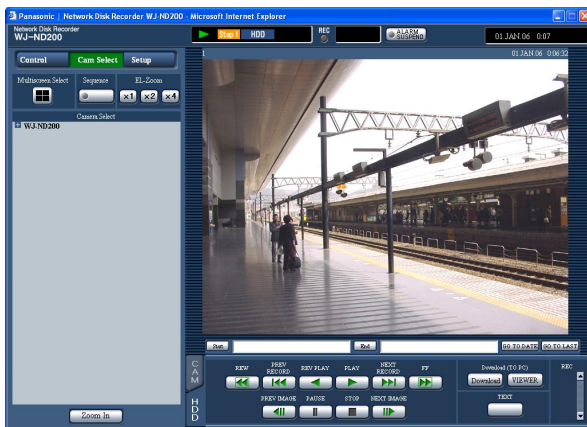 Panasonic | Network Disk Recorder WJ-ND200 - Microsoft Internet Explorer
Network Disk Recorder
WJ-ND200
Step 1 HDD
REC
ALARM SUSPEND
01.JAN.06 0:07
Control Cam Select Setup
1
01.JAN.06 0:06:32
Multiscreen Select Sequence EL-Zoom
x1 x2 x4
Camera Select
WJ-ND200
Start End GO TO DATE GO TO LAST
CAM
HDD
REW PREV RECORD REV PLAY PLAY NEXT RECORD FF
PREV IMAGE PAUSE STOP NEXT IMAGE
Download (TO PC)
Download VIEWER
TEXT
REC
Zoom In